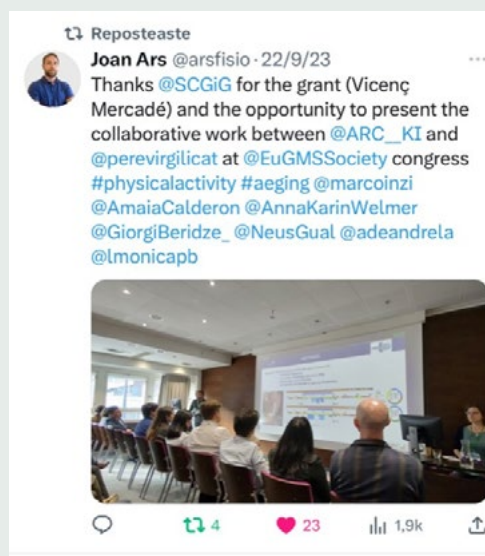 Reposteaste
Joan Ars @arsfisio · 22/9/23
Thanks @SCGiG for the grant (Vicenç
Mercadé) and the opportunity to present the
collaborative work between @ARC__KI and
@perevirgilicat at @EuGMSSociety congress
#physicalactivity #aeging @marcoinzi
@AmaiaCalderon @AnnaKarinWelmer
@GiorgiBeridze_ @NeusGual @adeandrela
@lmonicapb
4 23 1,9k